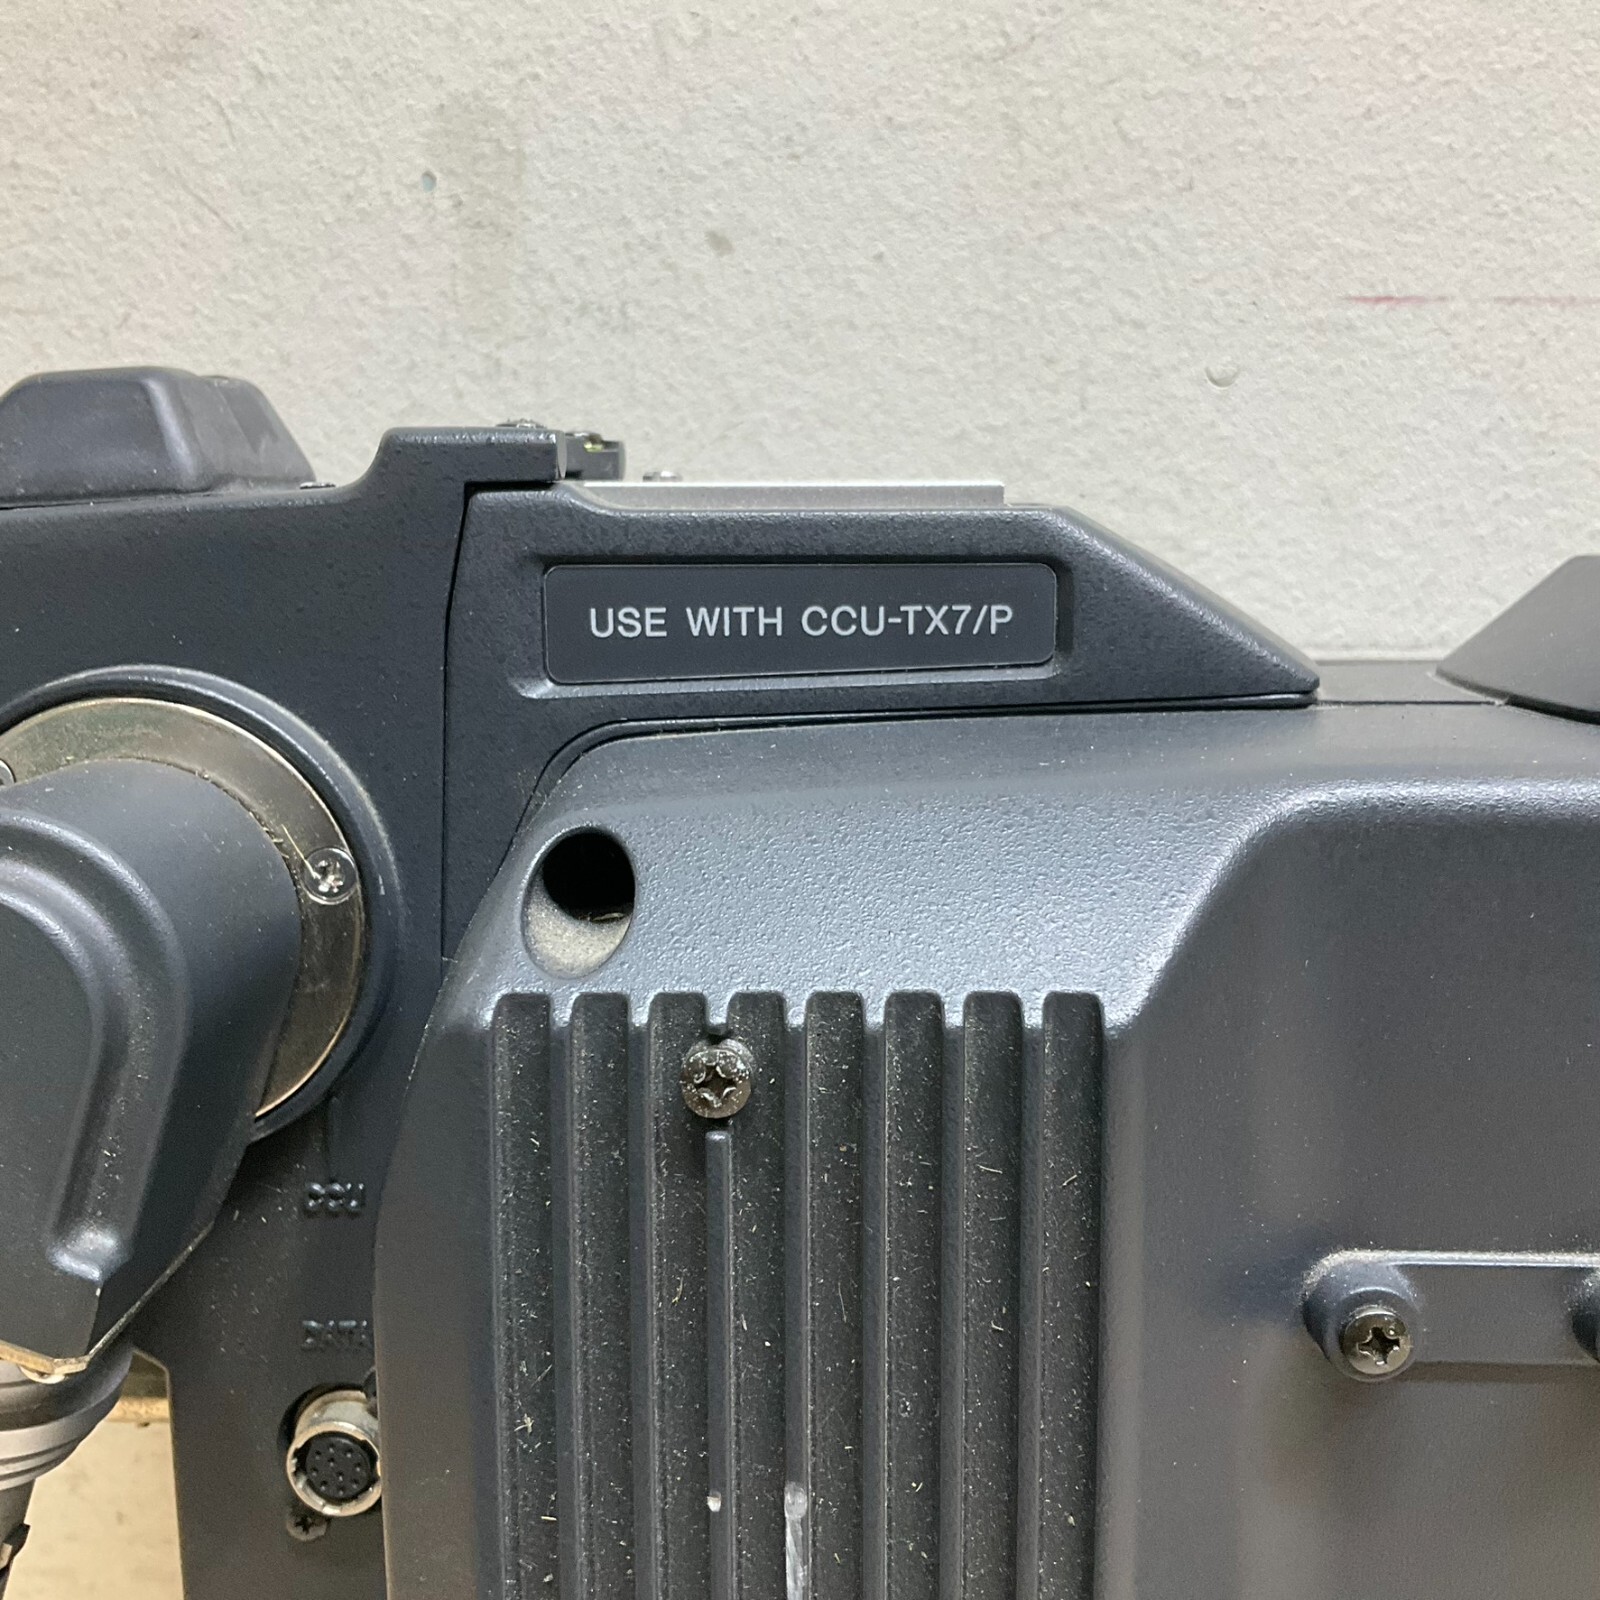 USE WITH CCU-TX7/P
CCU
DATA